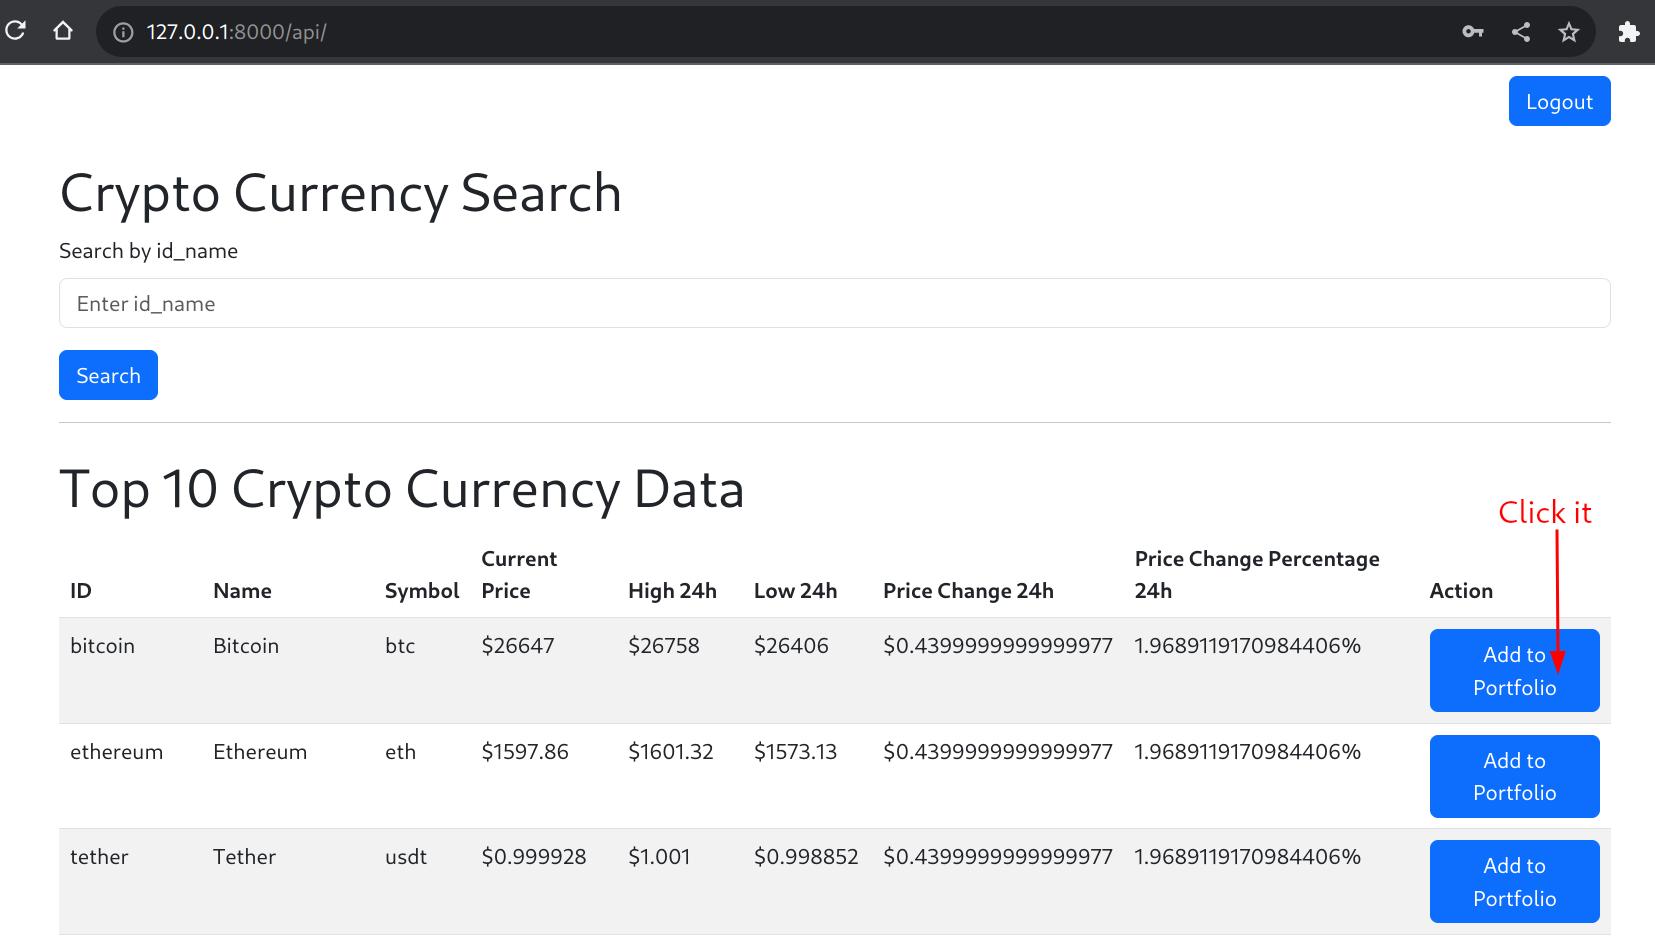 127.0.0.1:8000/api/
Logout
Crypto Currency Search
Search by id_name
Enter id_name
Search
Top 10 Crypto Currency Data
Click it
ID Name Symbol Current Price High 24h Low 24h Price Change 24h Price Change Percentage 24h Action
bitcoin Bitcoin btc $26647 $26758 $26406 $0.4399999999999977 1.9689119170984406% Add to Portfolio
ethereum Ethereum eth $1597.86 $1601.32 $1573.13 $0.4399999999999977 1.9689119170984406% Add to Portfolio
tether Tether usdt $0.999928 $1.001 $0.998852 $0.4399999999999977 1.9689119170984406% Add to Portfolio